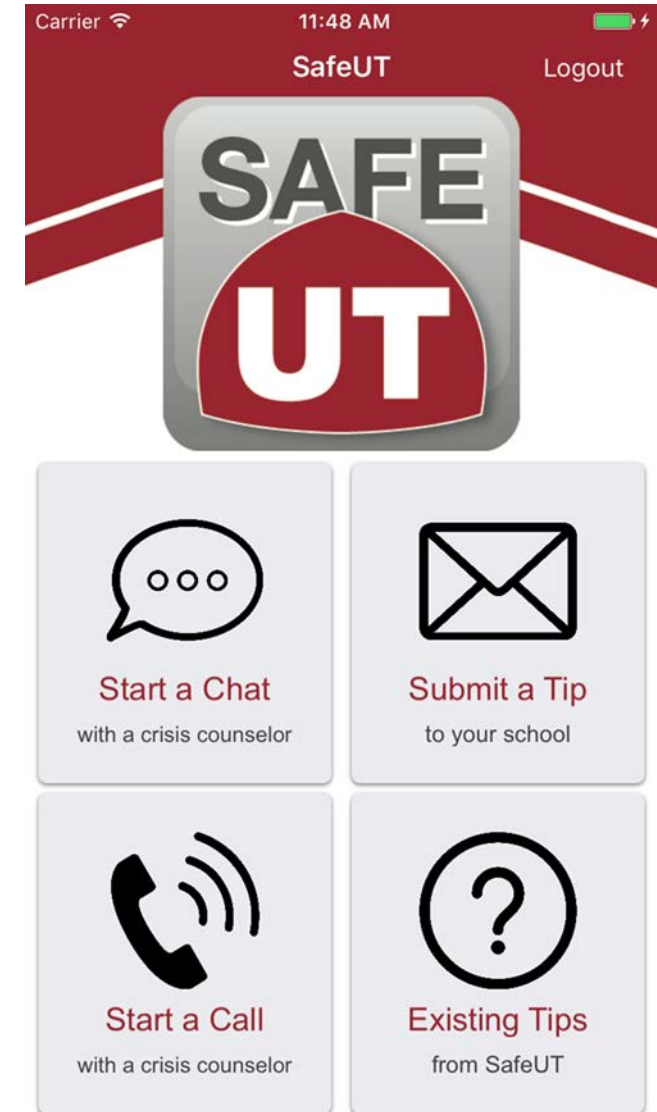 Carrier 11:48 AM
SafeUT Logout
SAFE
UT
Start a Chat
with a crisis counselor
Submit a Tip
to your school
Start a Call
with a crisis counselor
Existing Tips
from SafeUT